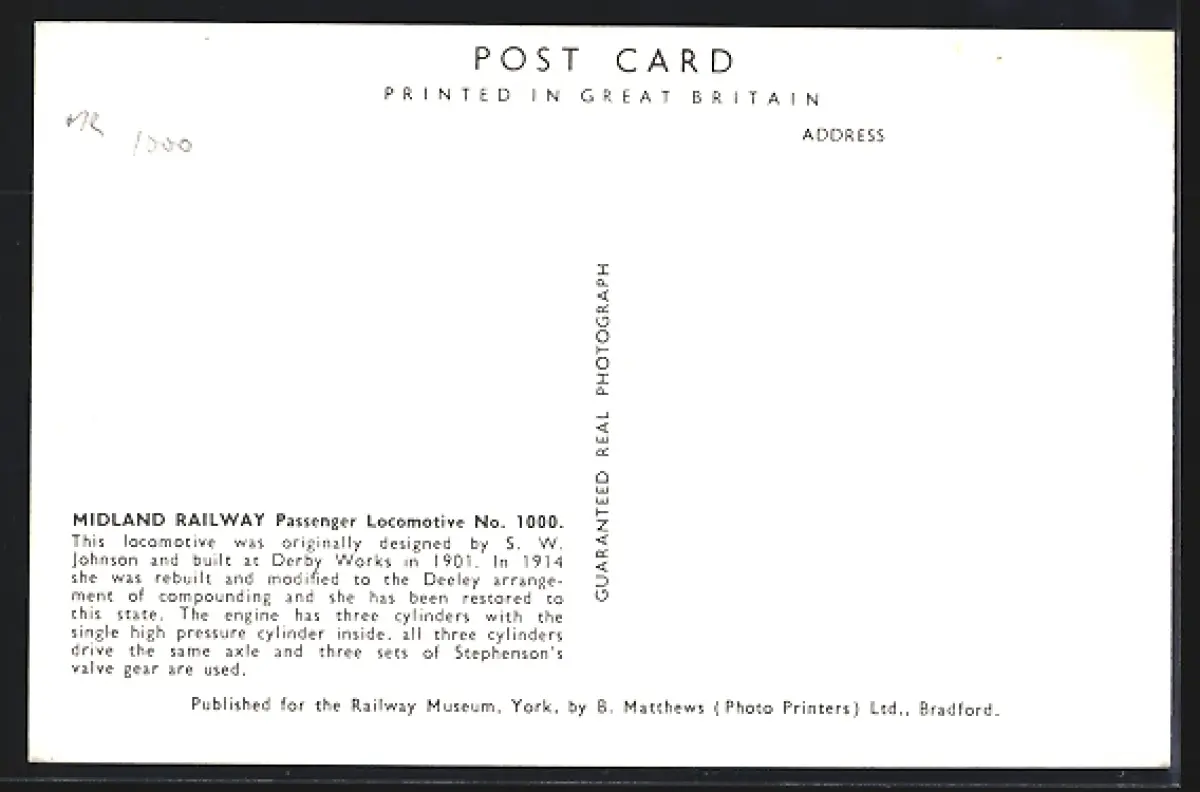 POST CARD
PRINTED IN GREAT BRITAIN
ADDRESS
MR
1000
GUARANTEED REAL PHOTOGRAPH
MIDLAND RAILWAY Passenger Locomotive No. 1000.
This locomotive was originally designed by S. W.
Johnson and built at Derby Works in 1901. In 1914
she was rebuilt and modified to the Deeley arrange-
ment of compounding and she has been restored to
this state. The engine has three cylinders with the
single high pressure cylinder inside, all three cylinders
drive the same axle and three sets of Stephenson's
valve gear are used.
Published for the Railway Museum, York, by B. Matthews (Photo Printers) Ltd., Bradford.